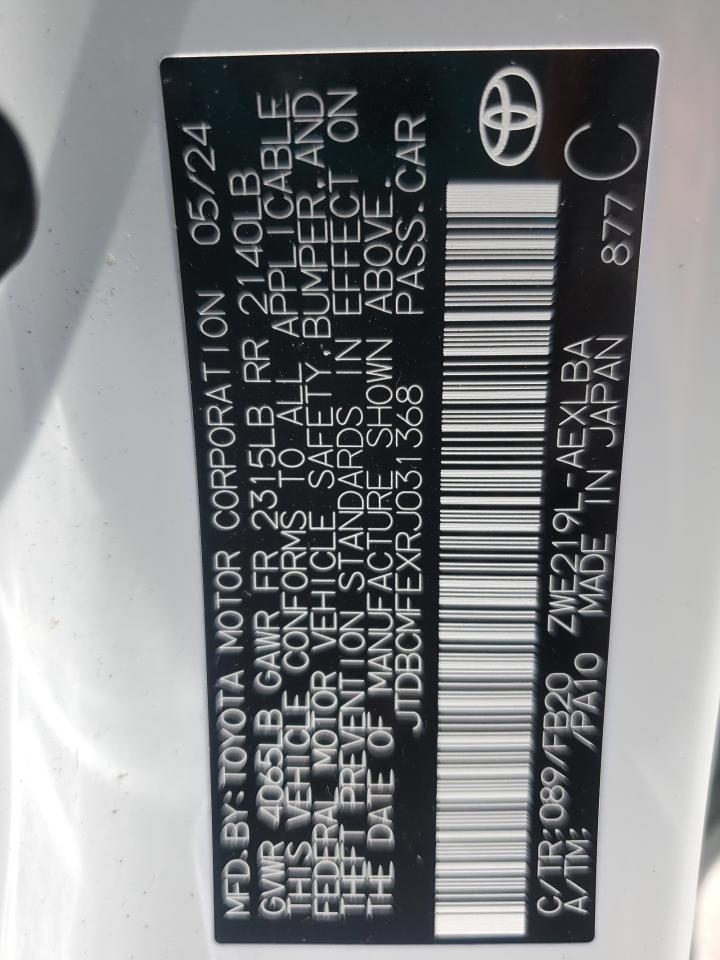 MFD.BY:TOYOTA MOTOR CORPORATION 05/24
GVWR 4065LB GAWR FR 2315LB RR 2140LB
THIS VEHICLE CONFORMS TO ALL APPLICABLE
FEDERAL MOTOR VEHICLE SAFETY,BUMPER,AND
THEFT PREVENTION STANDARDS IN EFFECT ON
THE DATE OF MANUFACTURE SHOWN ABOVE.
JTDBCMFEXRJ031368 PASS.CAR
C/TR:089/FB20 ZWE219L-AEXLBA 877 C
A/TM: /PA10 MADE IN JAPAN